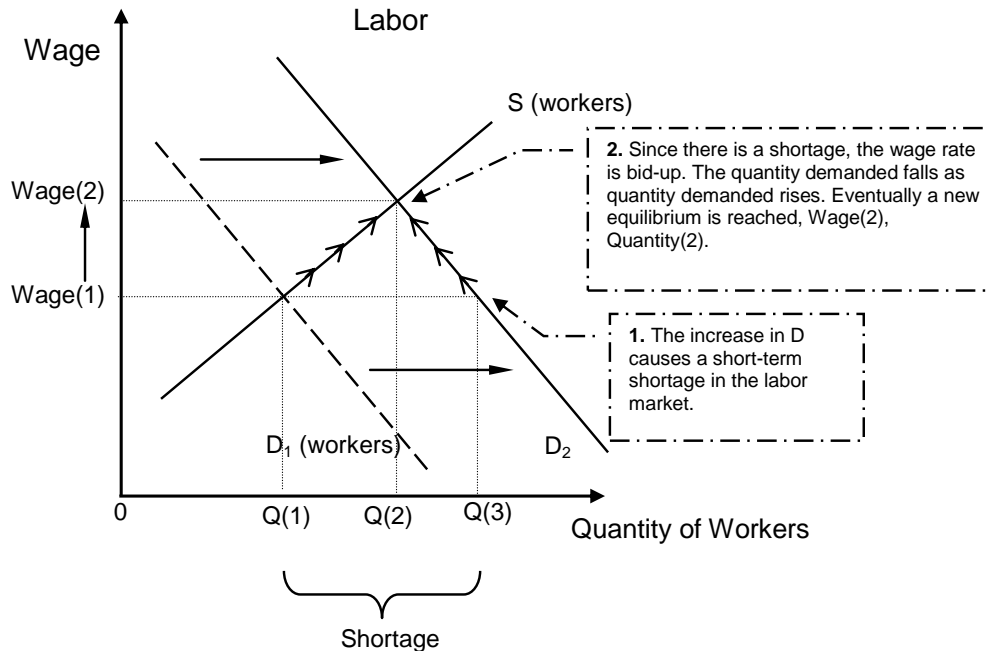 Labor
Wage
S (workers)
2. Since there is a shortage, the wage rate
is bid-up. The quantity demanded falls as
quantity demanded rises. Eventually a new
equilibrium is reached, Wage(2),
Quantity(2).
Wage(2)
Wage(1)
1. The increase in D
causes a short-term
shortage in the labor
market.
D₁ (workers)
D₂
0
Q(1)
Q(2)
Q(3)
Quantity of Workers
Shortage